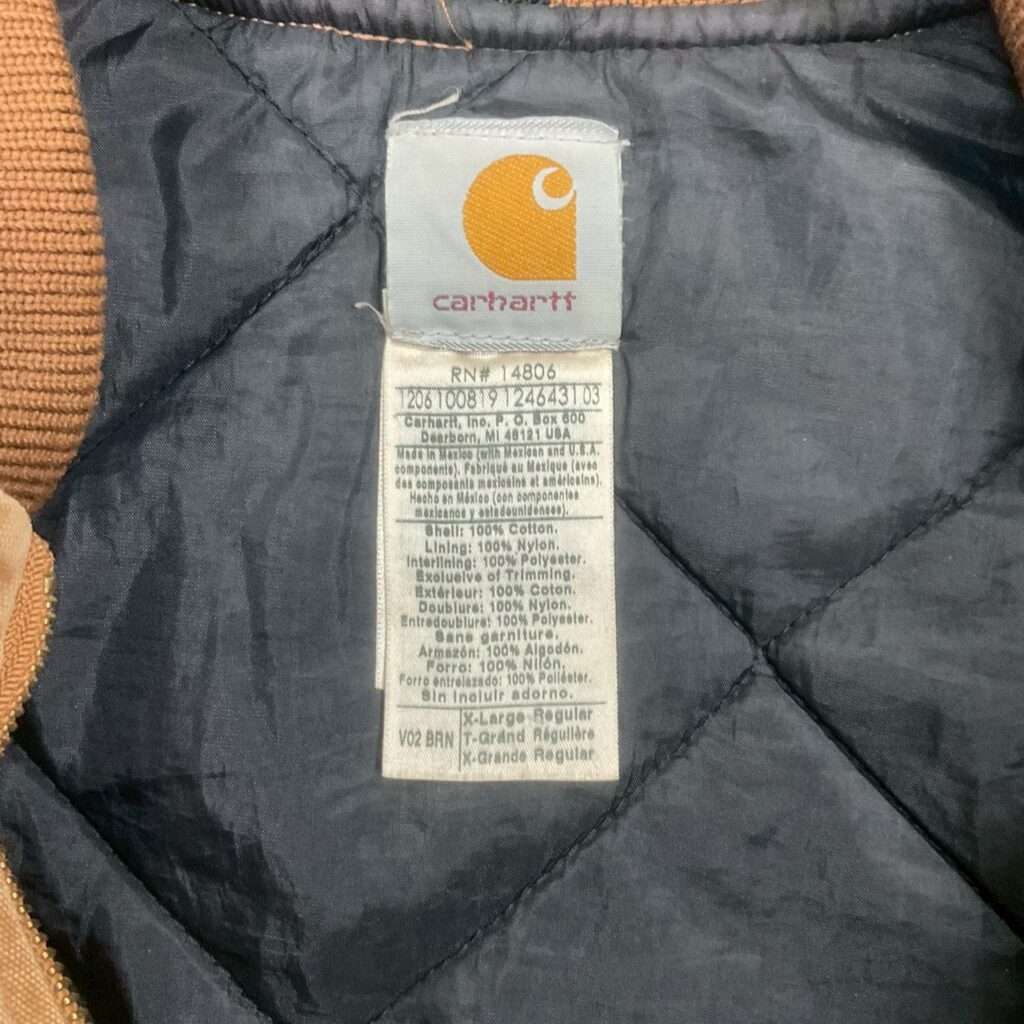 carhartt
RN# 14806
1206100819 1246431 03
Carhartt, Inc. P. O. Box 600
Dearborn, MI 48121 USA
Made in Mexico (with Mexican and U.S.A.
components). Fabriqué au Mexique (avec
des composants mexicains et américains).
Hecho en México (con componentes
mexicanos y estadounidenses).
Shell: 100% Cotton.
Lining: 100% Nylon.
Interlining: 100% Polyester.
Exclusive of Trimming.
Extérieur: 100% Coton.
Doublure: 100% Nylon.
Entredoublure: 100% Polyester.
Sans garniture.
Armazón: 100% Algodón.
Forro: 100% Nilón.
Forro entrelazado: 100% Poliéster.
Sin incluir adorno.
V02 BRN
X-Large Regular
T-Grand Régulière
X-Grande Regular